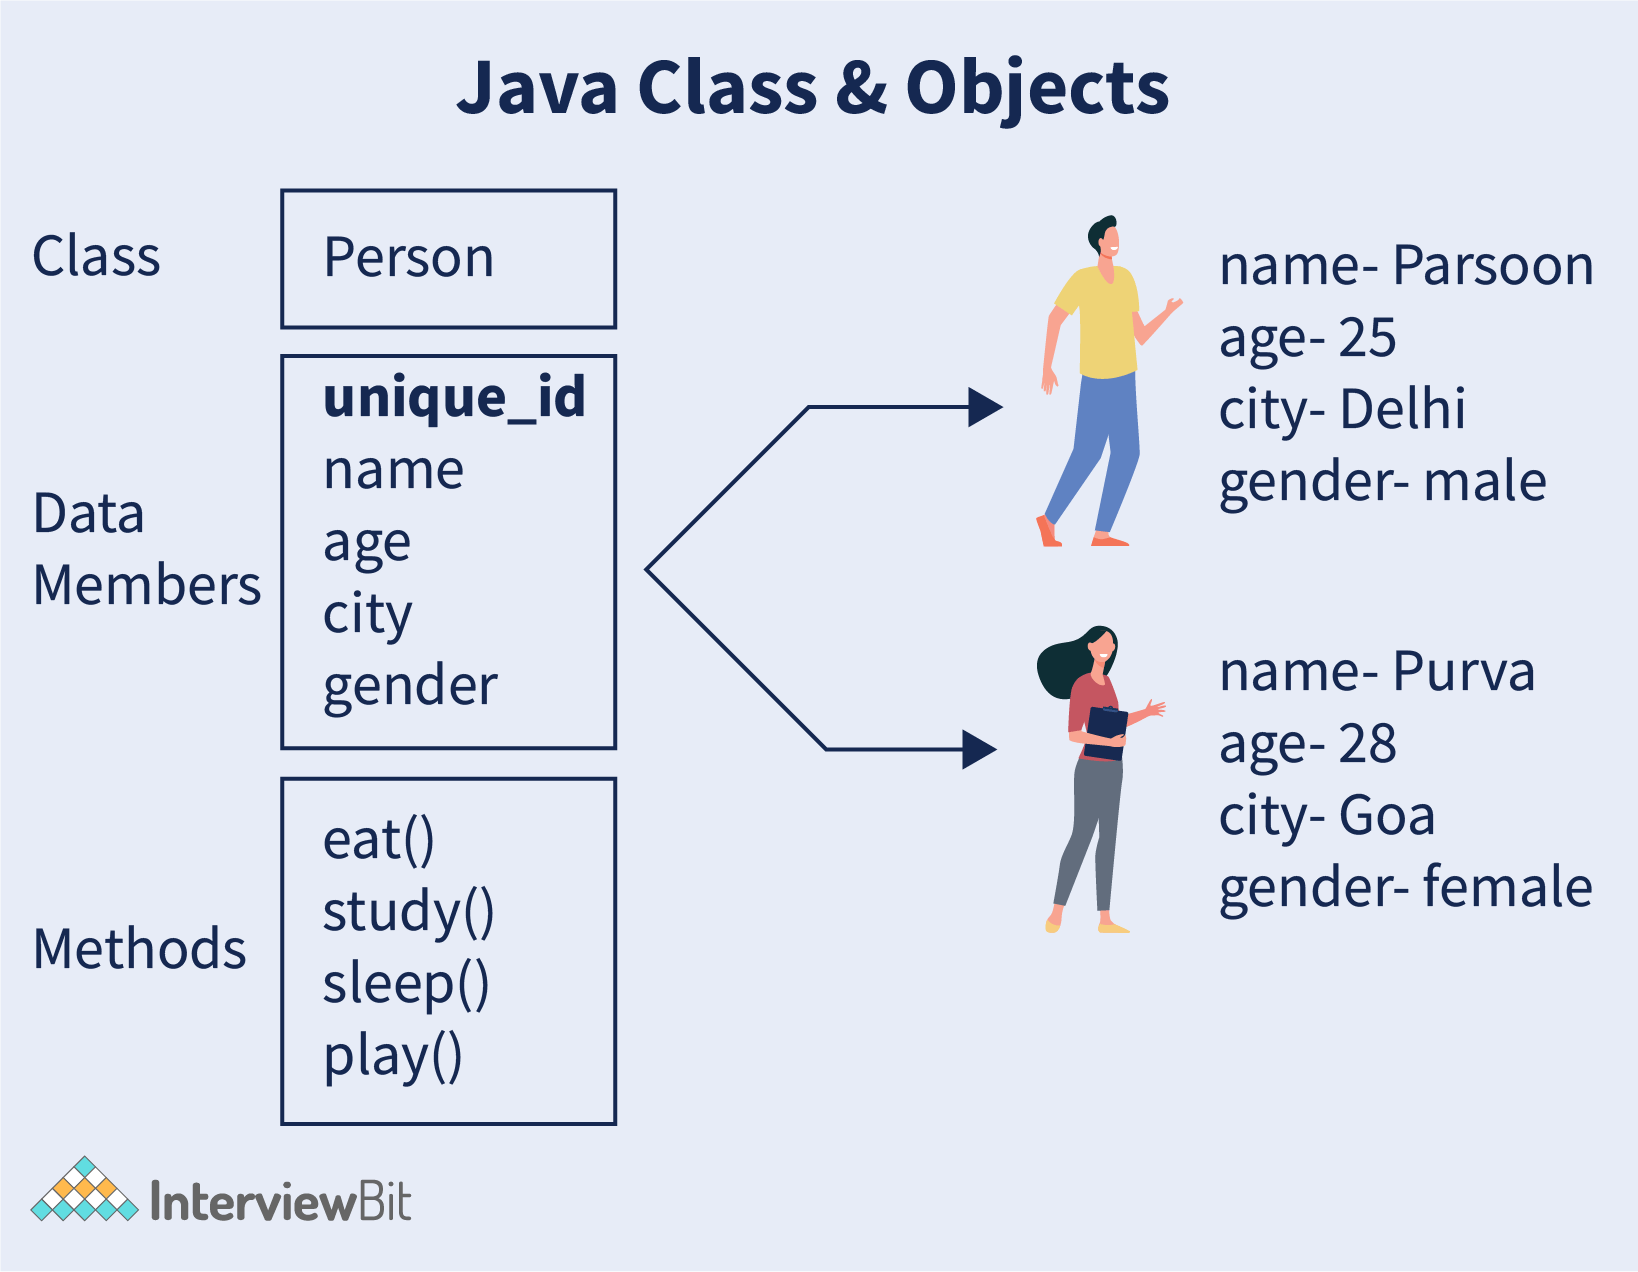 Java Class & Objects
Class
Person
Data
Members
unique_id
name
age
city
gender
Methods
eat()
study()
sleep()
play()
name- Parsoon
age- 25
city- Delhi
gender- male
name- Purva
age- 28
city- Goa
gender- female
InterviewBit